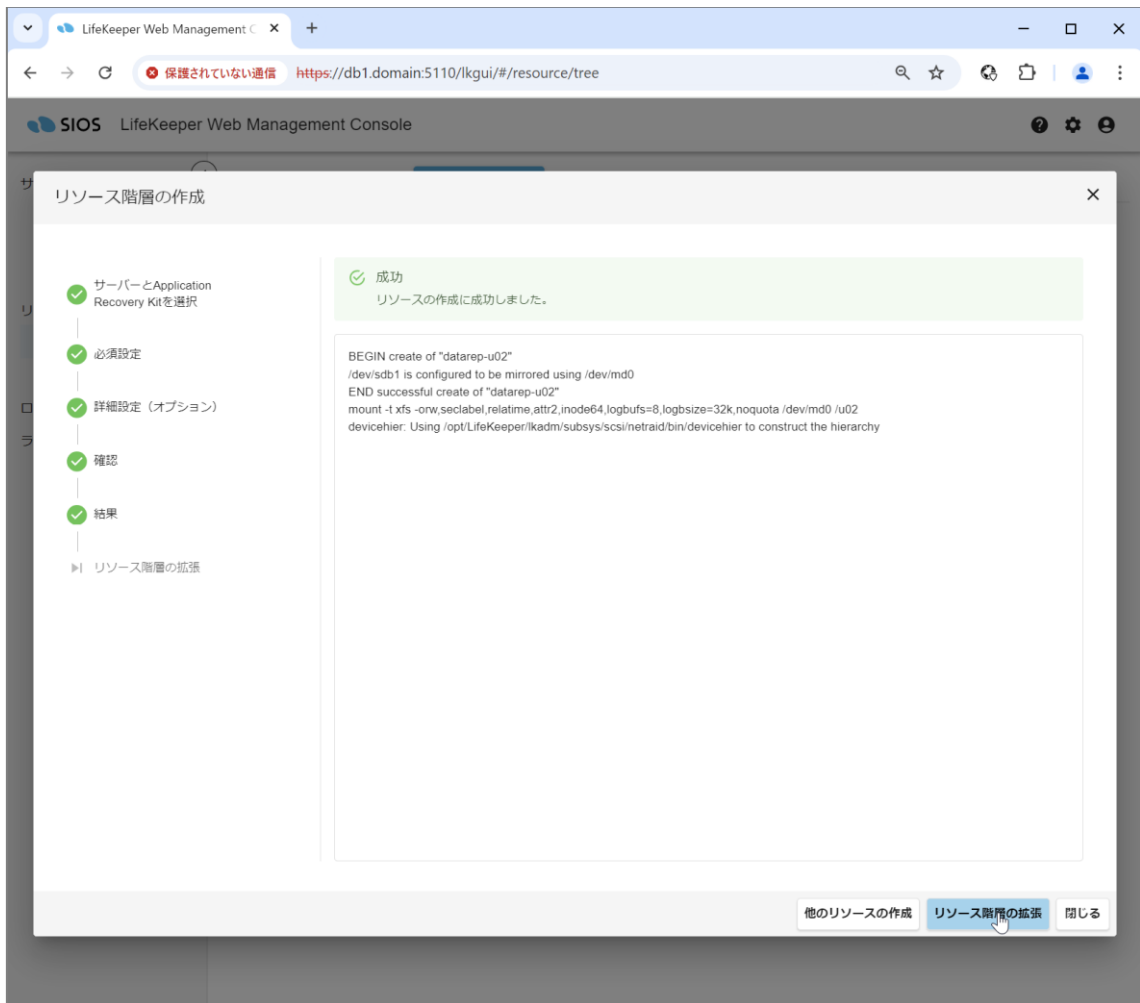 LifeKeeper Web Management C
保護されていない通信
https://db1.domain:5110/lkgui/#/resource/tree
SIOS LifeKeeper Web Management Console
サ
リソース階層の作成
サーバーとApplication
Recovery Kitを選択
必須設定
詳細設定（オプション）
確認
結果
リソース階層の拡張
リ
ロ
ラ
成功
リソースの作成に成功しました。
BEGIN create of "datarep-u02"
/dev/sdb1 is configured to be mirrored using /dev/md0
END successful create of "datarep-u02"
mount -t xfs -orw,seclabel,relatime,attr2,inode64,logbufs=8,logbsize=32k,noquota /dev/md0 /u02
devicehier: Using /opt/LifeKeeper/lkadm/subsys/scsi/netraid/bin/devicehier to construct the hierarchy
他のリソースの作成
リソース階層の拡張
閉じる